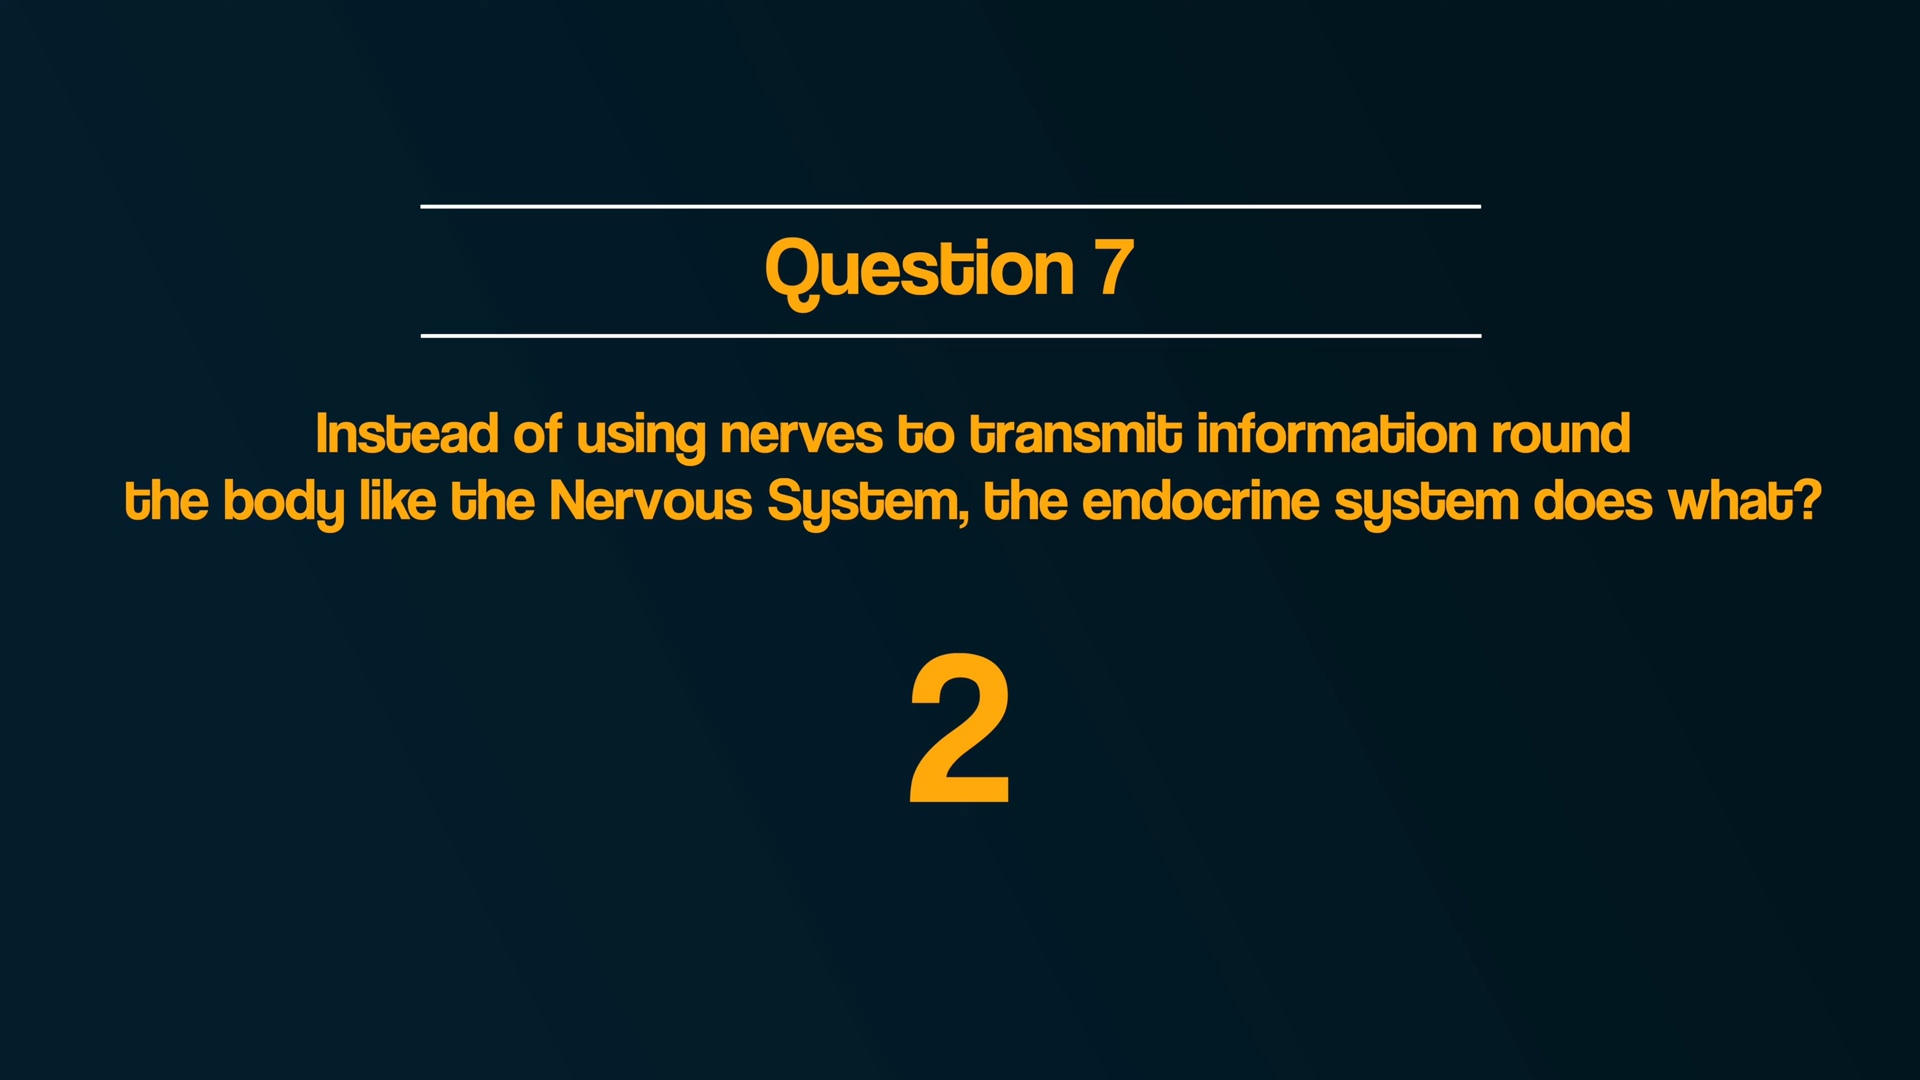 Question 7
Instead of using nerves to transmit information round
the body like the Nervous System, the endocrine system does what?
2